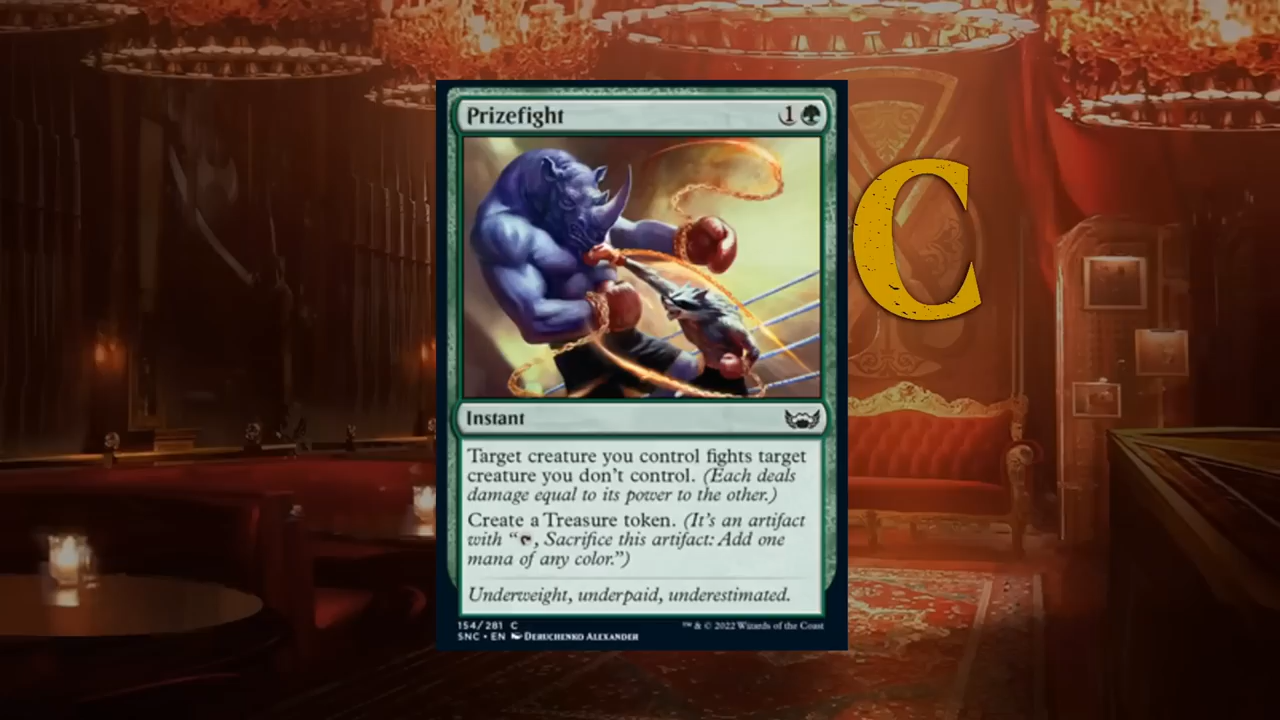 Prizefight 1
C
Instant
Target creature you control fights target
creature you don't control. (Each deals
damage equal to its power to the other.)
Create a Treasure token. (It's an artifact
with “, Sacrifice this artifact: Add one
mana of any color.”)
Underweight, underpaid, underestimated.
154/281 C
SNC • EN Deruchenko Alexander
™ & © 2022 Wizards of the Coast